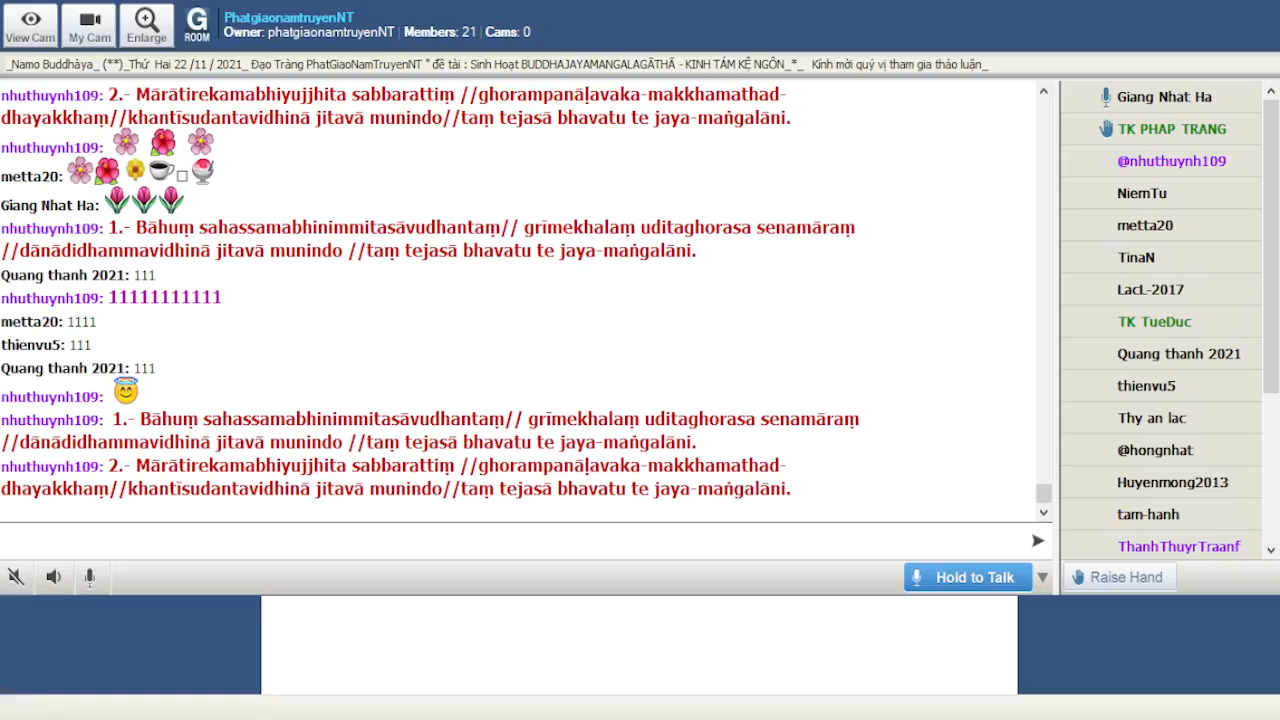 View Cam
My Cam
Enlarge
G
ROOM
PhatgiaonamtruyenNT
Owner: phatgiaonamtruyenNT | Members: 21 | Cams: 0
_Namo Buddhàya_ (**)_Thứ Hai 22 /11 / 2021_ Đạo Tràng PhatGiaoNamTruyenNT " đề tài : Sinh Hoạt BUDDHAJAYAMANGALAGĀTHĀ - KINH TÁM KỆ NGÔN_*_ Kính mời quý vị tham gia thảo luận_
nhuthuynh109: 2.- Mārātirekamabhiyujjhita sabbarattiṃ //ghorampanāḷavaka-makkhamathad-
dhayakkhaṃ//khantīsudantavidhinā jitavā munindo//taṃ tejasā bhavatu te jaya-maṅgalāni.
nhuthuynh109:
metta20:
Giang Nhat Ha:
nhuthuynh109: 1.- Bāhuṃ sahassamabhinimmitasāvudhantaṃ// grīmekhalaṃ uditaghorasa senamāraṃ
//dānādidhammavidhinā jitavā munindo //taṃ tejasā bhavatu te jaya-maṅgalāni.
Quang thanh 2021: 111
nhuthuynh109: 11111111111
metta20: 1111
thienvu5: 111
Quang thanh 2021: 111
nhuthuynh109:
nhuthuynh109: 1.- Bāhuṃ sahassamabhinimmitasāvudhantaṃ// grīmekhalaṃ uditaghorasa senamāraṃ
//dānādidhammavidhinā jitavā munindo //taṃ tejasā bhavatu te jaya-maṅgalāni.
nhuthuynh109: 2.- Mārātirekamabhiyujjhita sabbarattiṃ //ghorampanāḷavaka-makkhamathad-
dhayakkhaṃ//khantīsudantavidhinā jitavā munindo//taṃ tejasā bhavatu te jaya-maṅgalāni.
Giang Nhat Ha
TK PHAP TRANG
@nhuthuynh109
NiemTu
metta20
TinaN
LacL-2017
TK TueDuc
Quang thanh 2021
thienvu5
Thy an lac
@hongnhat
Huyenmong2013
tam-hanh
ThanhThuyrTraanf
Hold to Talk
Raise Hand